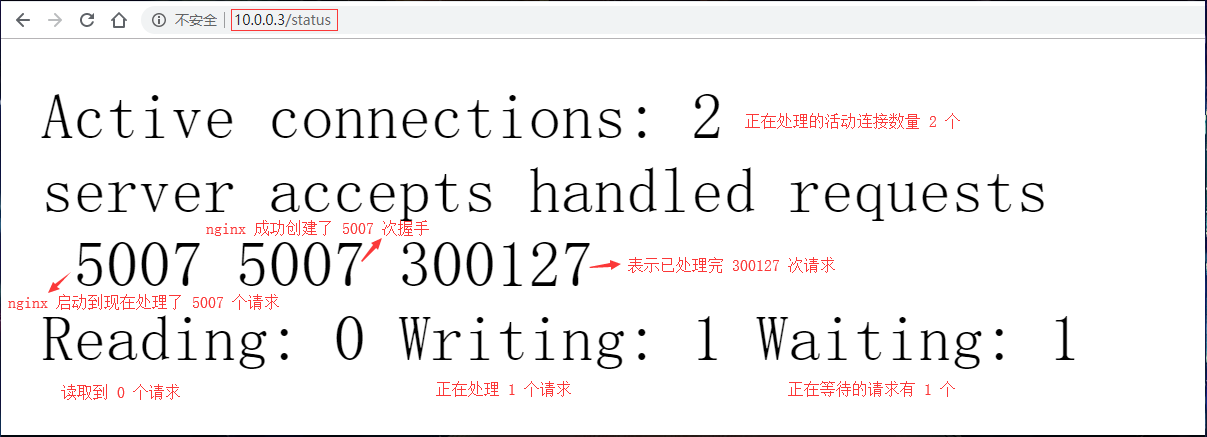 不安全 10.0.0.3/status
Active connections: 2 正在处理的活动连接数量 2 个
server accepts handled requests
nginx 成功创建了 5007 次握手
5007 5007 300127 表示已处理完 300127 次请求
nginx 启动到现在处理了 5007 个请求
Reading: 0 Writing: 1 Waiting: 1
读取到 0 个请求 正在处理 1 个请求 正在等待的请求有 1 个